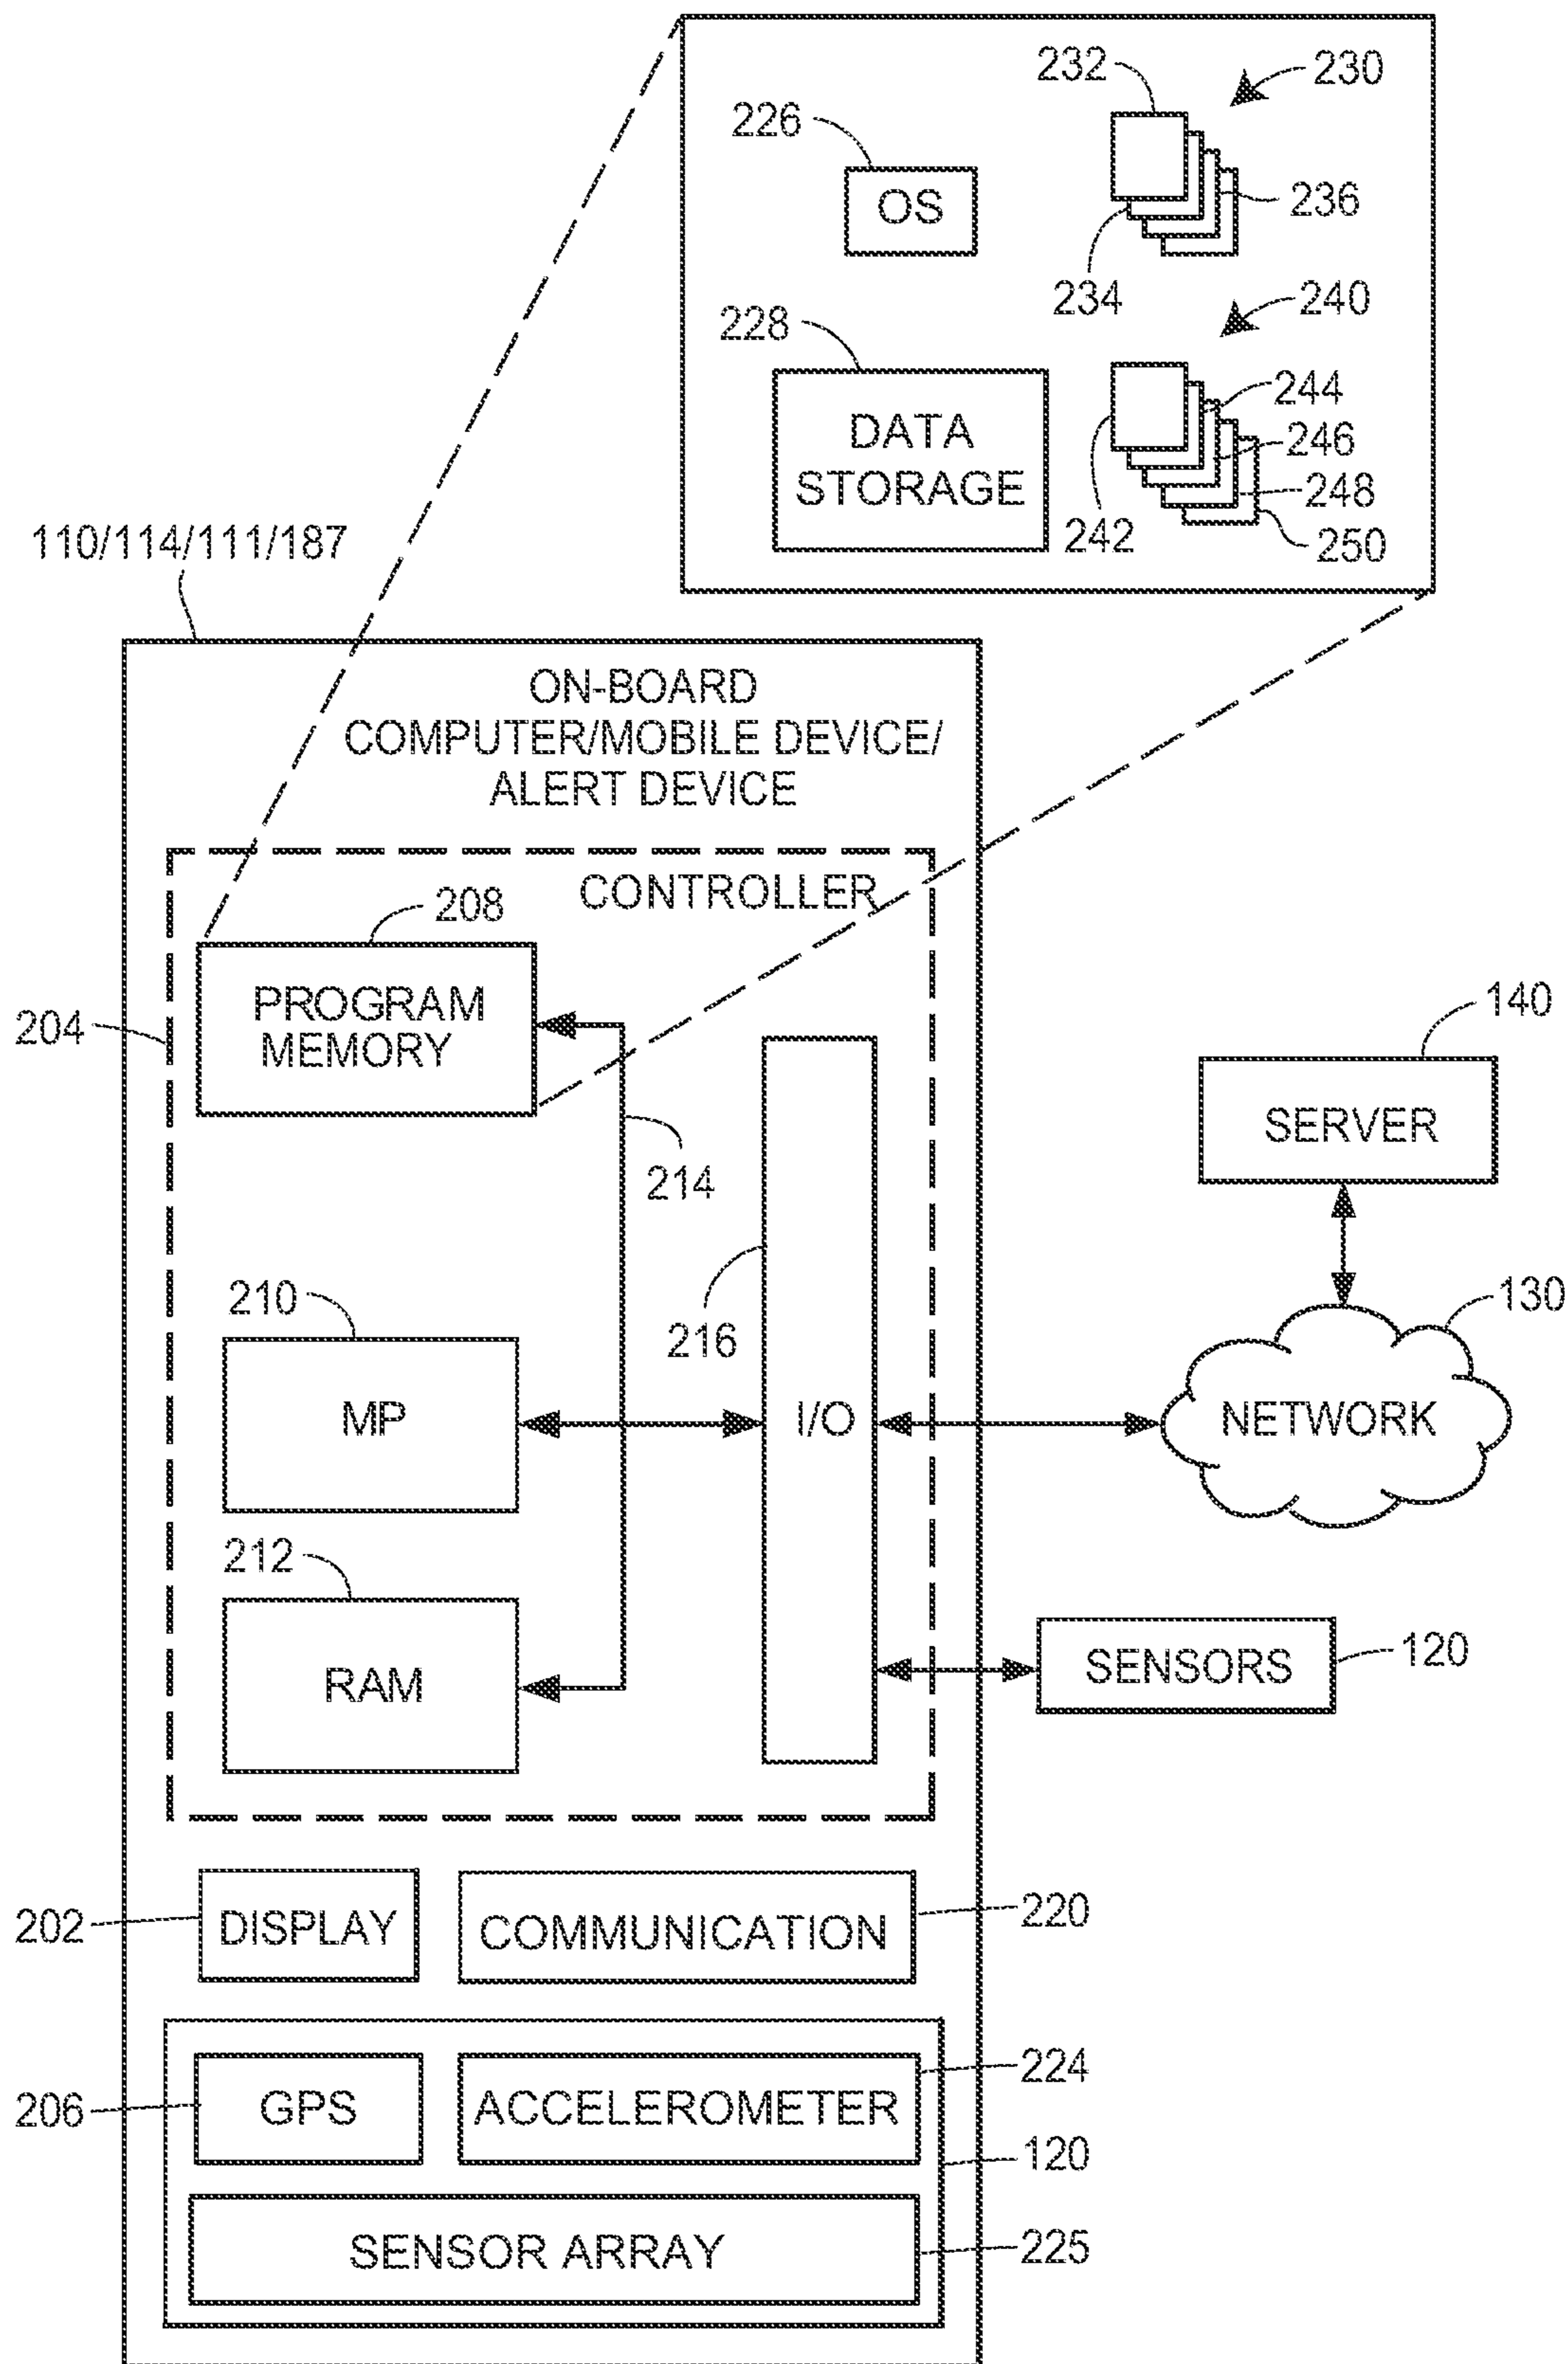 232
230
226
OS
236
234
240
228
244
DATA
STORAGE
246
248
242
250
110/114/111/187
ON-BOARD
COMPUTER/MOBILE DEVICE/
ALERT DEVICE
CONTROLLER
208
PROGRAM
MEMORY
204
140
SERVER
214
210
216
130
MP
I/O
NETWORK
212
RAM
SENSORS
120
202
DISPLAY
COMMUNICATION
220
206
GPS
ACCELEROMETER
224
120
SENSOR ARRAY
225